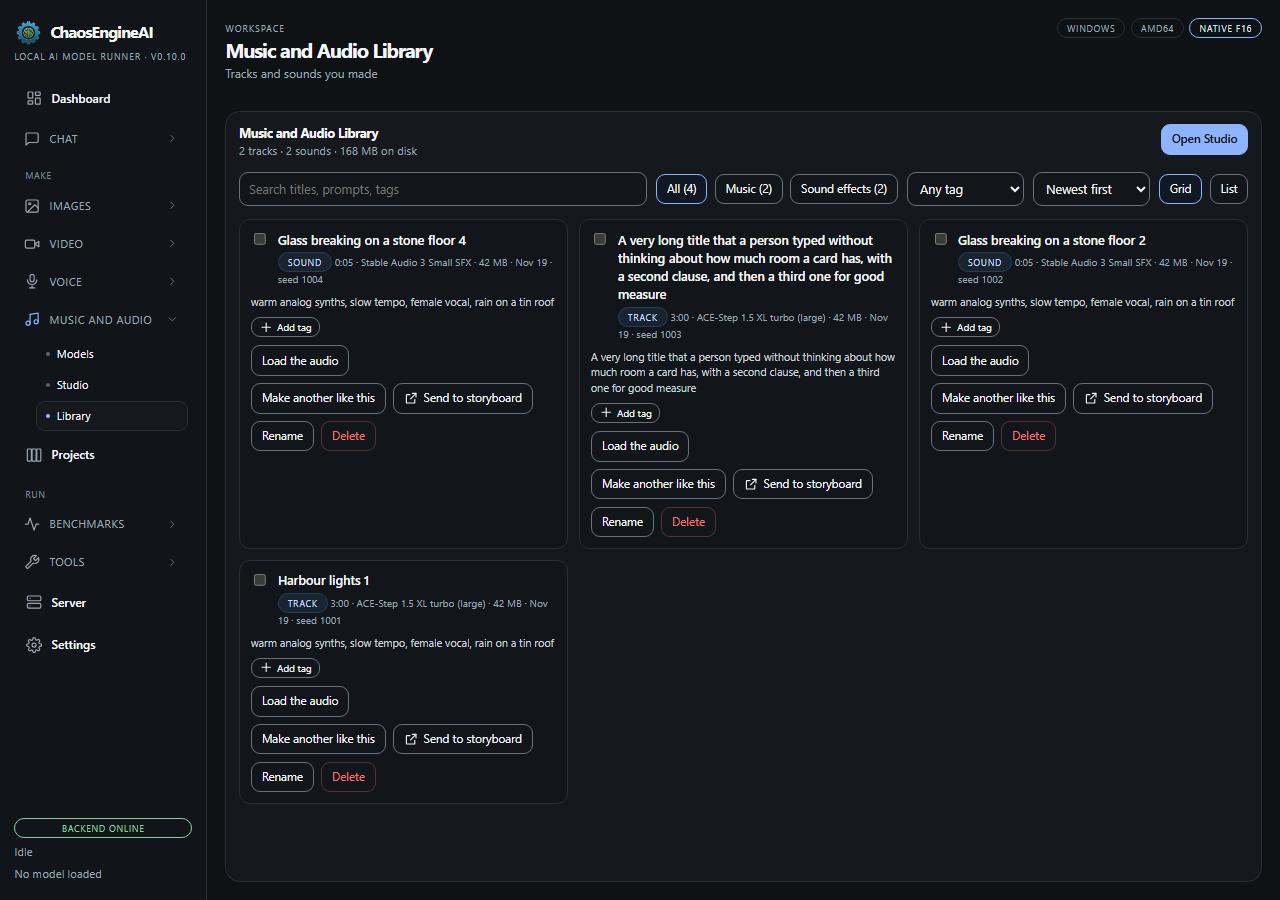 ChaosEngineAI
LOCAL AI MODEL RUNNER · V0.10.0
Dashboard
CHAT
MAKE
IMAGES
VIDEO
VOICE
MUSIC AND AUDIO
Models
Studio
Library
Projects
RUN
BENCHMARKS
TOOLS
Server
Settings
BACKEND ONLINE
Idle
No model loaded
WORKSPACE
Music and Audio Library
Tracks and sounds you made
WINDOWS
AMD64
NATIVE F16
Music and Audio Library
2 tracks · 2 sounds · 168 MB on disk
Open Studio
Search titles, prompts, tags
All (4)
Music (2)
Sound effects (2)
Any tag
Newest first
Grid
List
Glass breaking on a stone floor 4
SOUND 0:05 · Stable Audio 3 Small SFX · 42 MB · Nov 19 ·
seed 1004
warm analog synths, slow tempo, female vocal, rain on a tin roof
Add tag
Load the audio
Make another like this
Send to storyboard
Rename
Delete
A very long title that a person typed without
thinking about how much room a card has, with
a second clause, and then a third one for good
measure
TRACK 3:00 · ACE-Step 1.5 XL turbo (large) · 42 MB · Nov
19 · seed 1003
A very long title that a person typed without thinking about how
much room a card has, with a second clause, and then a third
one for good measure
Add tag
Load the audio
Make another like this
Send to storyboard
Rename
Delete
Glass breaking on a stone floor 2
SOUND 0:05 · Stable Audio 3 Small SFX · 42 MB · Nov 19 ·
seed 1002
warm analog synths, slow tempo, female vocal, rain on a tin roof
Add tag
Load the audio
Make another like this
Send to storyboard
Rename
Delete
Harbour lights 1
TRACK 3:00 · ACE-Step 1.5 XL turbo (large) · 42 MB · Nov
19 · seed 1001
warm analog synths, slow tempo, female vocal, rain on a tin roof
Add tag
Load the audio
Make another like this
Send to storyboard
Rename
Delete